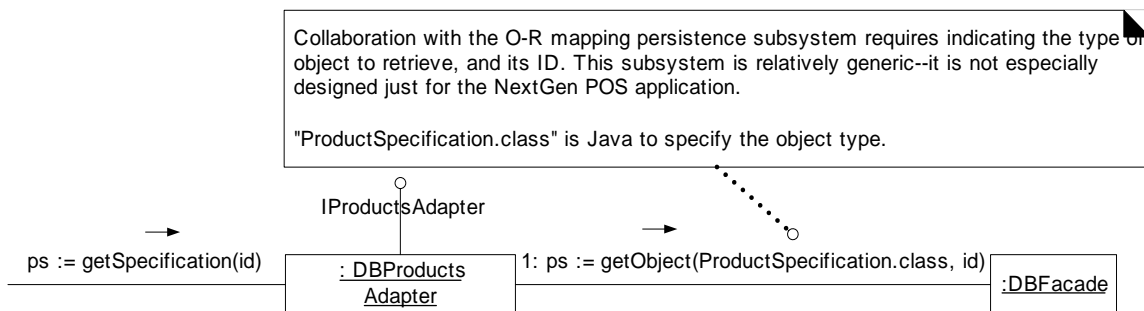 Collaboration with the O-R mapping persistence subsystem requires indicating the type of
object to retrieve, and its ID. This subsystem is relatively generic--it is not especially
designed just for the NextGen POS application.
"ProductSpecification.class" is Java to specify the object type.
IProductsAdapter
ps := getSpecification(id)
: DBProducts
Adapter
1: ps := getObject(ProductSpecification.class, id)
:DBFacade